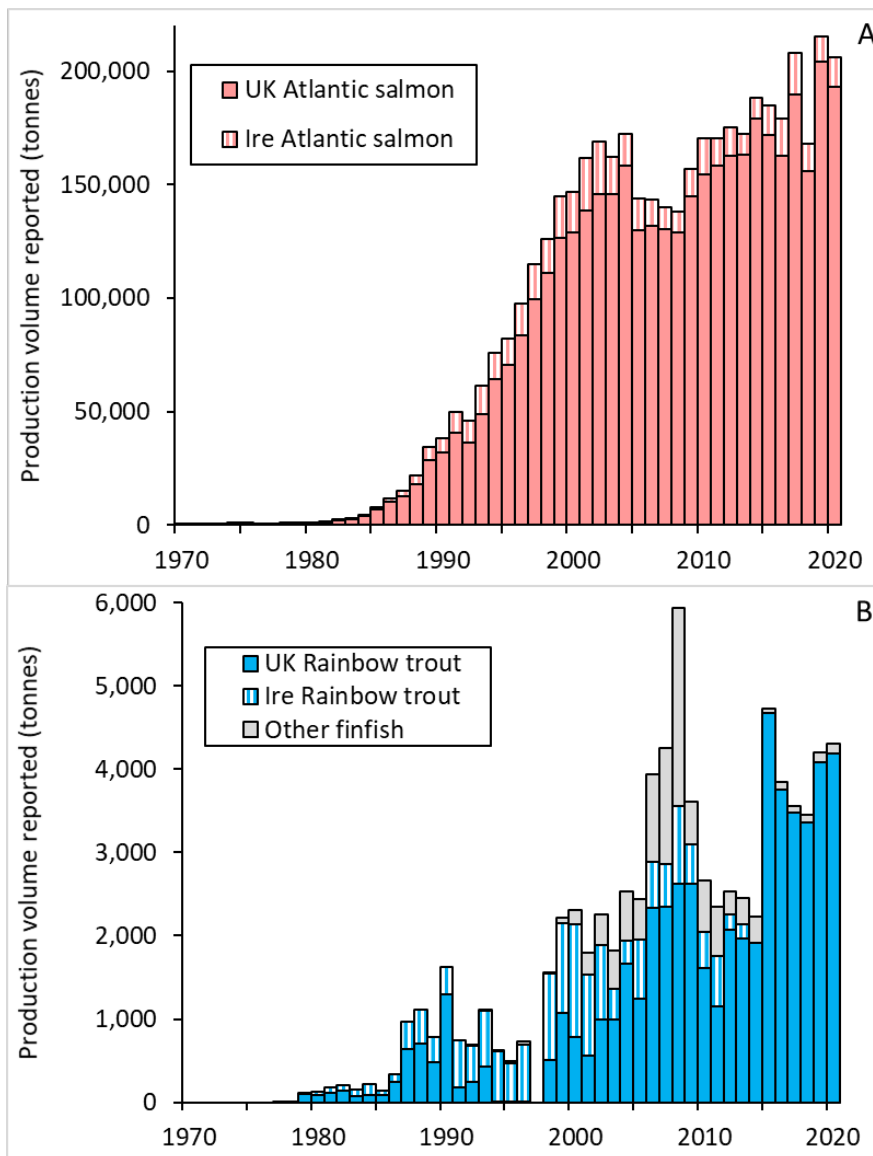 A
Production volume reported (tonnes)
200,000
150,000
100,000
50,000
0
UK Atlantic salmon
Ire Atlantic salmon
1970
1980
1990
2000
2010
2020
B
Production volume reported (tonnes)
6,000
5,000
4,000
3,000
2,000
1,000
0
UK Rainbow trout
Ire Rainbow trout
Other finfish
1970
1980
1990
2000
2010
2020